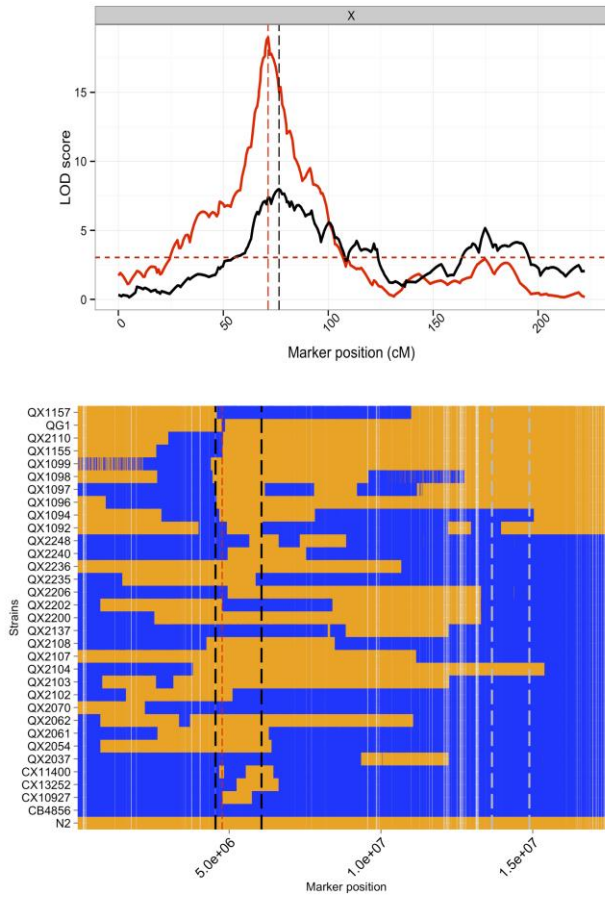 X
15
10
5
0
LOD score
0
50
100
150
200
Marker position (cM)
QX1157
QG1
QX2110
QX1155
QX1099
QX1098
QX1097
QX1096
QX1094
QX1092
QX2248
QX2240
QX2236
QX2235
QX2206
QX2202
QX2200
QX2137
QX2108
QX2107
QX2104
QX2103
QX2102
QX2070
QX2062
QX2061
QX2054
QX2037
CX11400
CX13252
CX10927
CB4856
N2
Strains
5.0e+06
1.0e+07
1.5e+07
Marker position